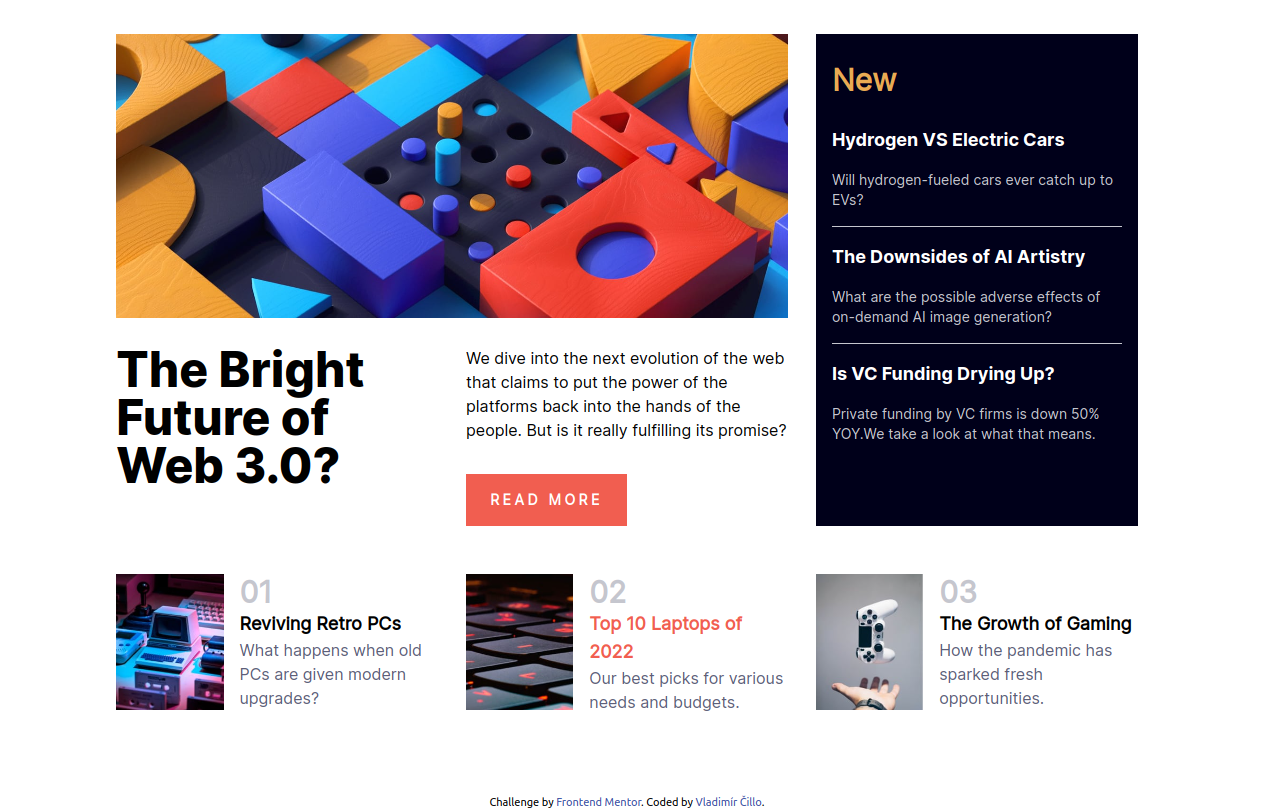 New
Hydrogen VS Electric Cars
Will hydrogen-fueled cars ever catch up to
EVs?
The Downsides of AI Artistry
What are the possible adverse effects of
on-demand AI image generation?
Is VC Funding Drying Up?
Private funding by VC firms is down 50%
YOY.We take a look at what that means.
The Bright
Future of
Web 3.0?
We dive into the next evolution of the web
that claims to put the power of the
platforms back into the hands of the
people. But is it really fulfilling its promise?
READ MORE
01
Reviving Retro PCs
What happens when old
PCs are given modern
upgrades?
02
Top 10 Laptops of
2022
Our best picks for various
needs and budgets.
03
The Growth of Gaming
How the pandemic has
sparked fresh
opportunities.
Challenge by Frontend Mentor. Coded by Vladimír Čillo.